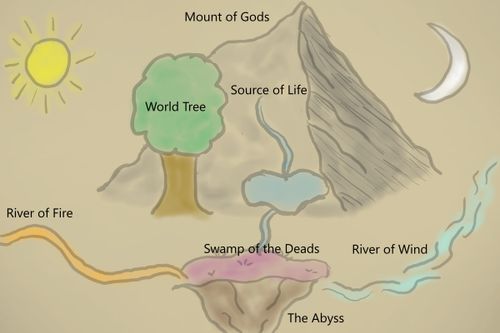 Mount of Gods
Source of Life
World Tree
River of Fire
Swamp of the Deads
River of Wind
The Abyss